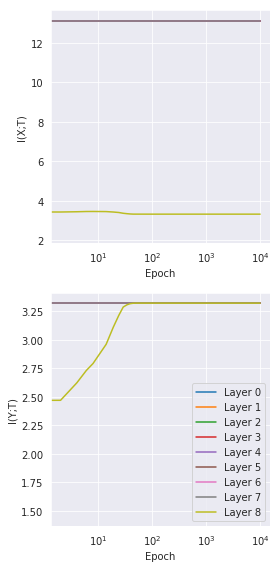 12
10
8
6
4
2
I(X;T)
10¹ 10² 10³ 10⁴
Epoch
3.25
3.00
2.75
2.50
2.25
2.00
1.75
1.50
I(Y;T)
Layer 0
Layer 1
Layer 2
Layer 3
Layer 4
Layer 5
Layer 6
Layer 7
Layer 8
10¹ 10² 10³ 10⁴
Epoch